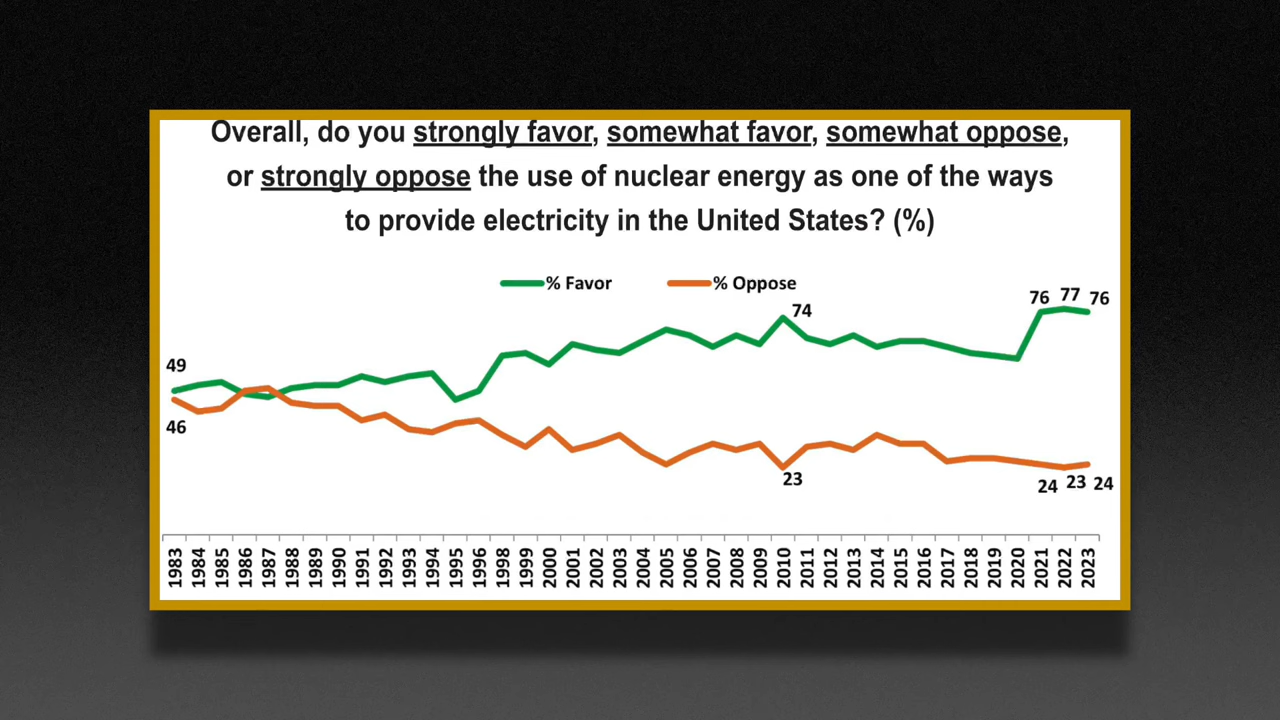 Overall, do you strongly favor, somewhat favor, somewhat oppose,
or strongly oppose the use of nuclear energy as one of the ways
to provide electricity in the United States? (%)
% Favor % Oppose
76 77 76
74
49
46
23
24 23 24
1983 1984 1985 1986 1987 1988 1989 1990 1991 1992 1993 1994 1995 1996 1998 1999 2000 2001 2002 2003 2004 2005 2006 2007 2008 2009 2010 2011 2012 2013 2014 2015 2016 2017 2018 2019 2020 2021 2022 2023